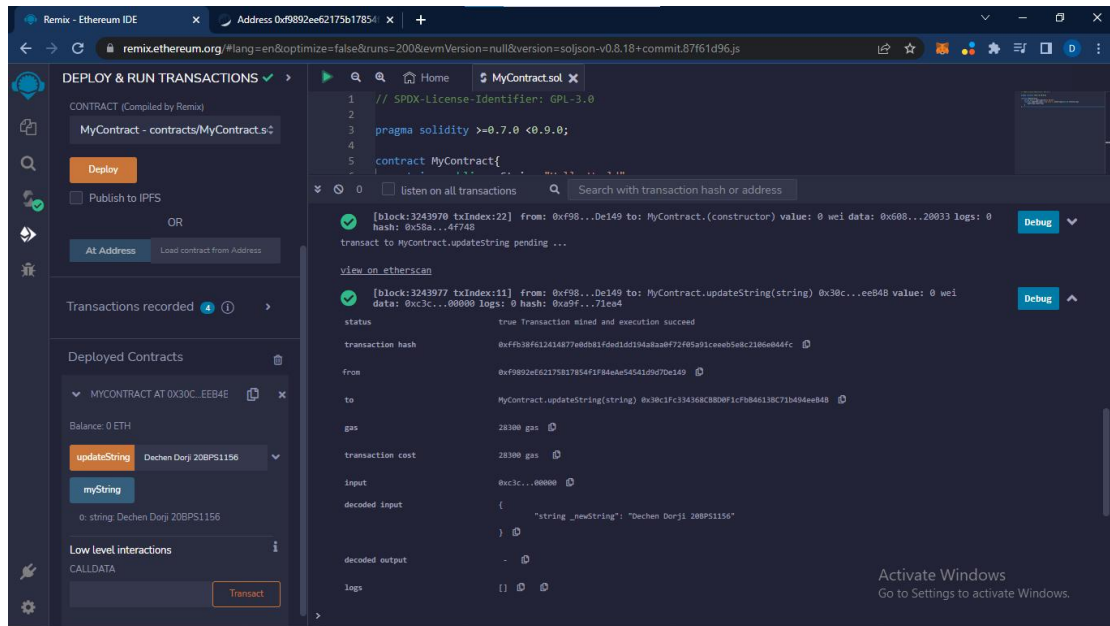 Remix - Ethereum IDE
Address 0xf9892ee62175b17854f
remix.ethereum.org/#lang=en&optimize=false&runs=200&evmVersion=null&version=soljson-v0.8.18+commit.87f61d96.js
D
DEPLOY & RUN TRANSACTIONS
CONTRACT (Compiled by Remix)
MyContract - contracts/MyContract.s
Deploy
Publish to IPFS
OR
At Address
Load contract from Address
Transactions recorded 4 i
Deployed Contracts
MYCONTRACT AT 0X30C...EEB4E
Balance: 0 ETH
updateString
Dechen Dorji 20BPS1156
myString
0: string: Dechen Dorji 20BPS1156
Low level interactions
CALLDATA
Transact
Home
MyContract.sol
1 // SPDX-License-Identifier: GPL-3.0
2
3 pragma solidity >=0.7.0 <0.9.0;
4
5 contract MyContract{
0
listen on all transactions
Search with transaction hash or address
[block:3243970 txIndex:22] from: 0xf98...De149 to: MyContract.(constructor) value: 0 wei data: 0x608...20033 logs: 0
hash: 0x58a...4f748
Debug
transact to MyContract.updateString pending ...
view on etherscan
[block:3243977 txIndex:11] from: 0xf98...De149 to: MyContract.updateString(string) 0x30c...eeB4B value: 0 wei
data: 0xc3c...00000 logs: 0 hash: 0xa9f...71ea4
Debug
status true Transaction mined and execution succeed
transaction hash
from
to MyContract.updateString(string)
gas 28300 gas
transaction cost 28300 gas
input 0xc3c...00000
decoded input {
"string _newString": "Dechen Dorji 20BPS1156"
}
decoded output -
logs []
>
Activate Windows
Go to Settings to activate Windows.